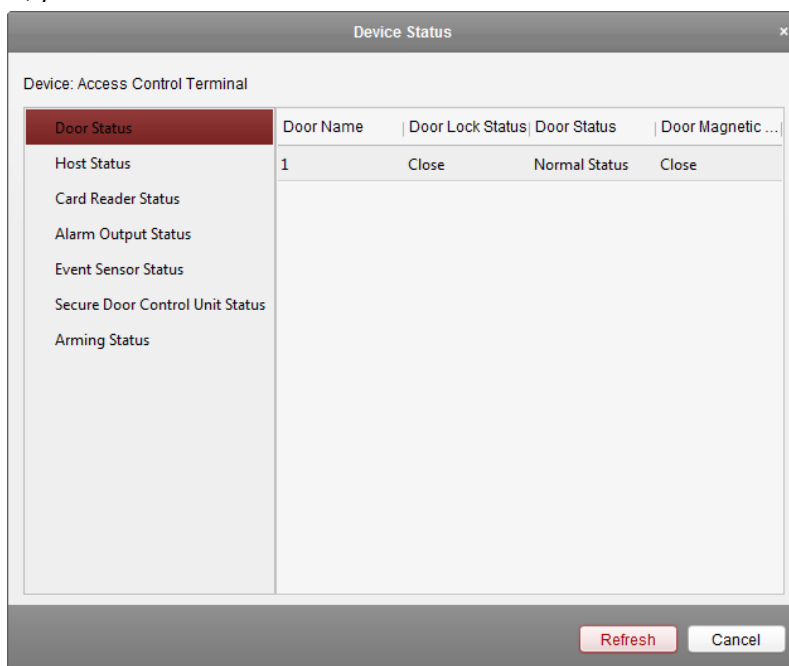 Device Status ×
Device: Access Control Terminal
Door Status
Host Status
Card Reader Status
Alarm Output Status
Event Sensor Status
Secure Door Control Unit Status
Arming Status
Door Name Door Lock Status Door Status Door Magnetic ...
1 Close Normal Status Close
Refresh Cancel